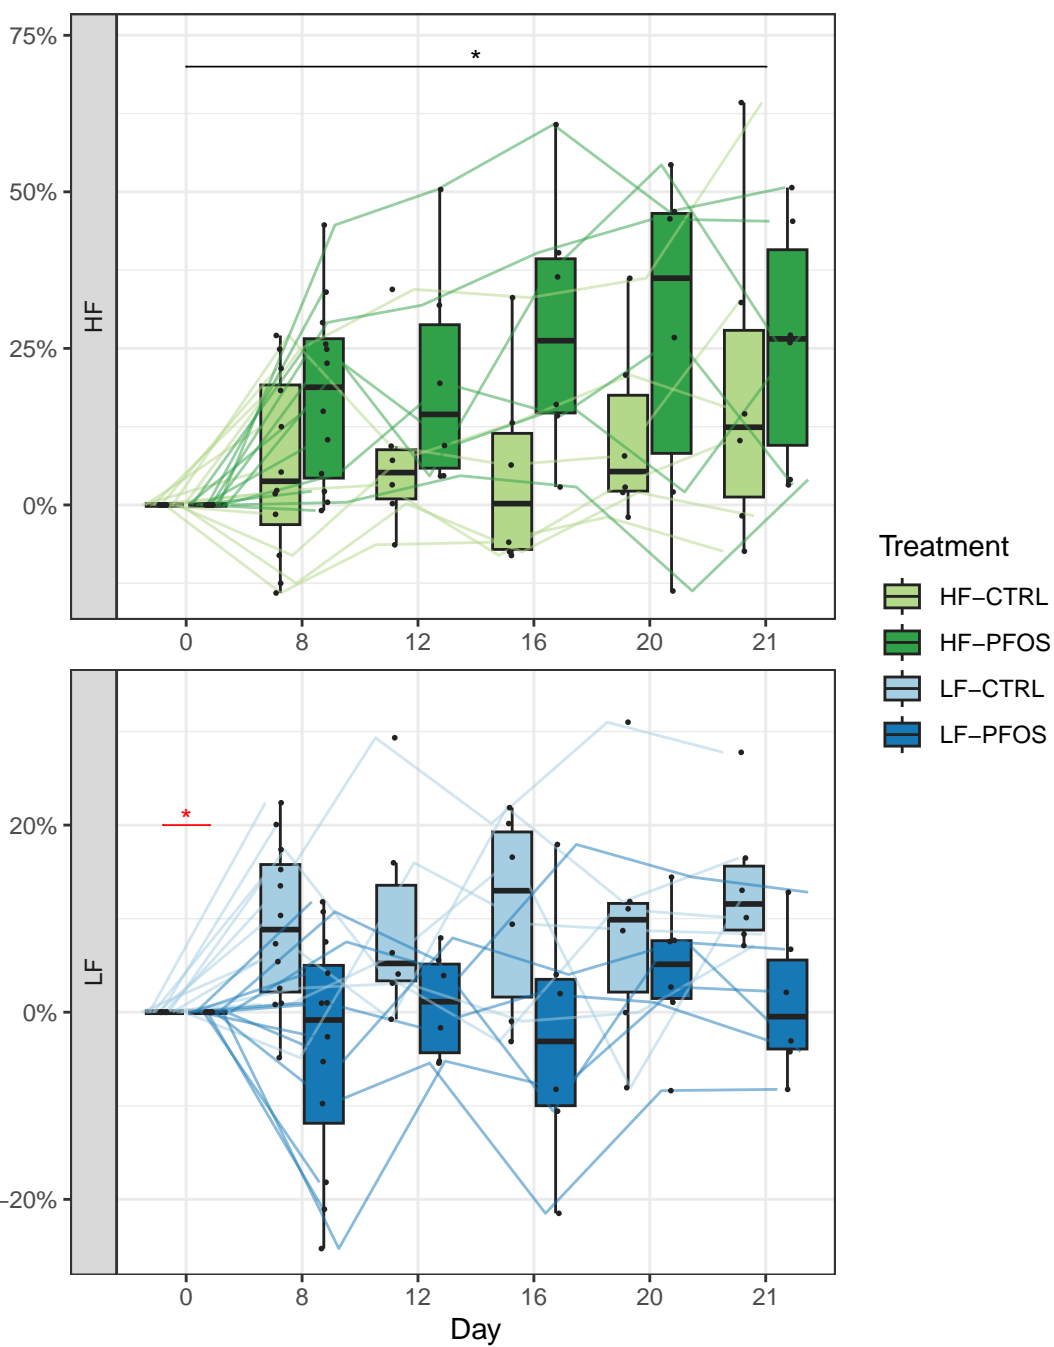 75%
50%
25%
0%
HF
*
0 8 12 16 20 21
20%
0%
−20%
LF
*
0 8 12 16 20 21
Day
Treatment
HF−CTRL
HF−PFOS
LF−CTRL
LF−PFOS